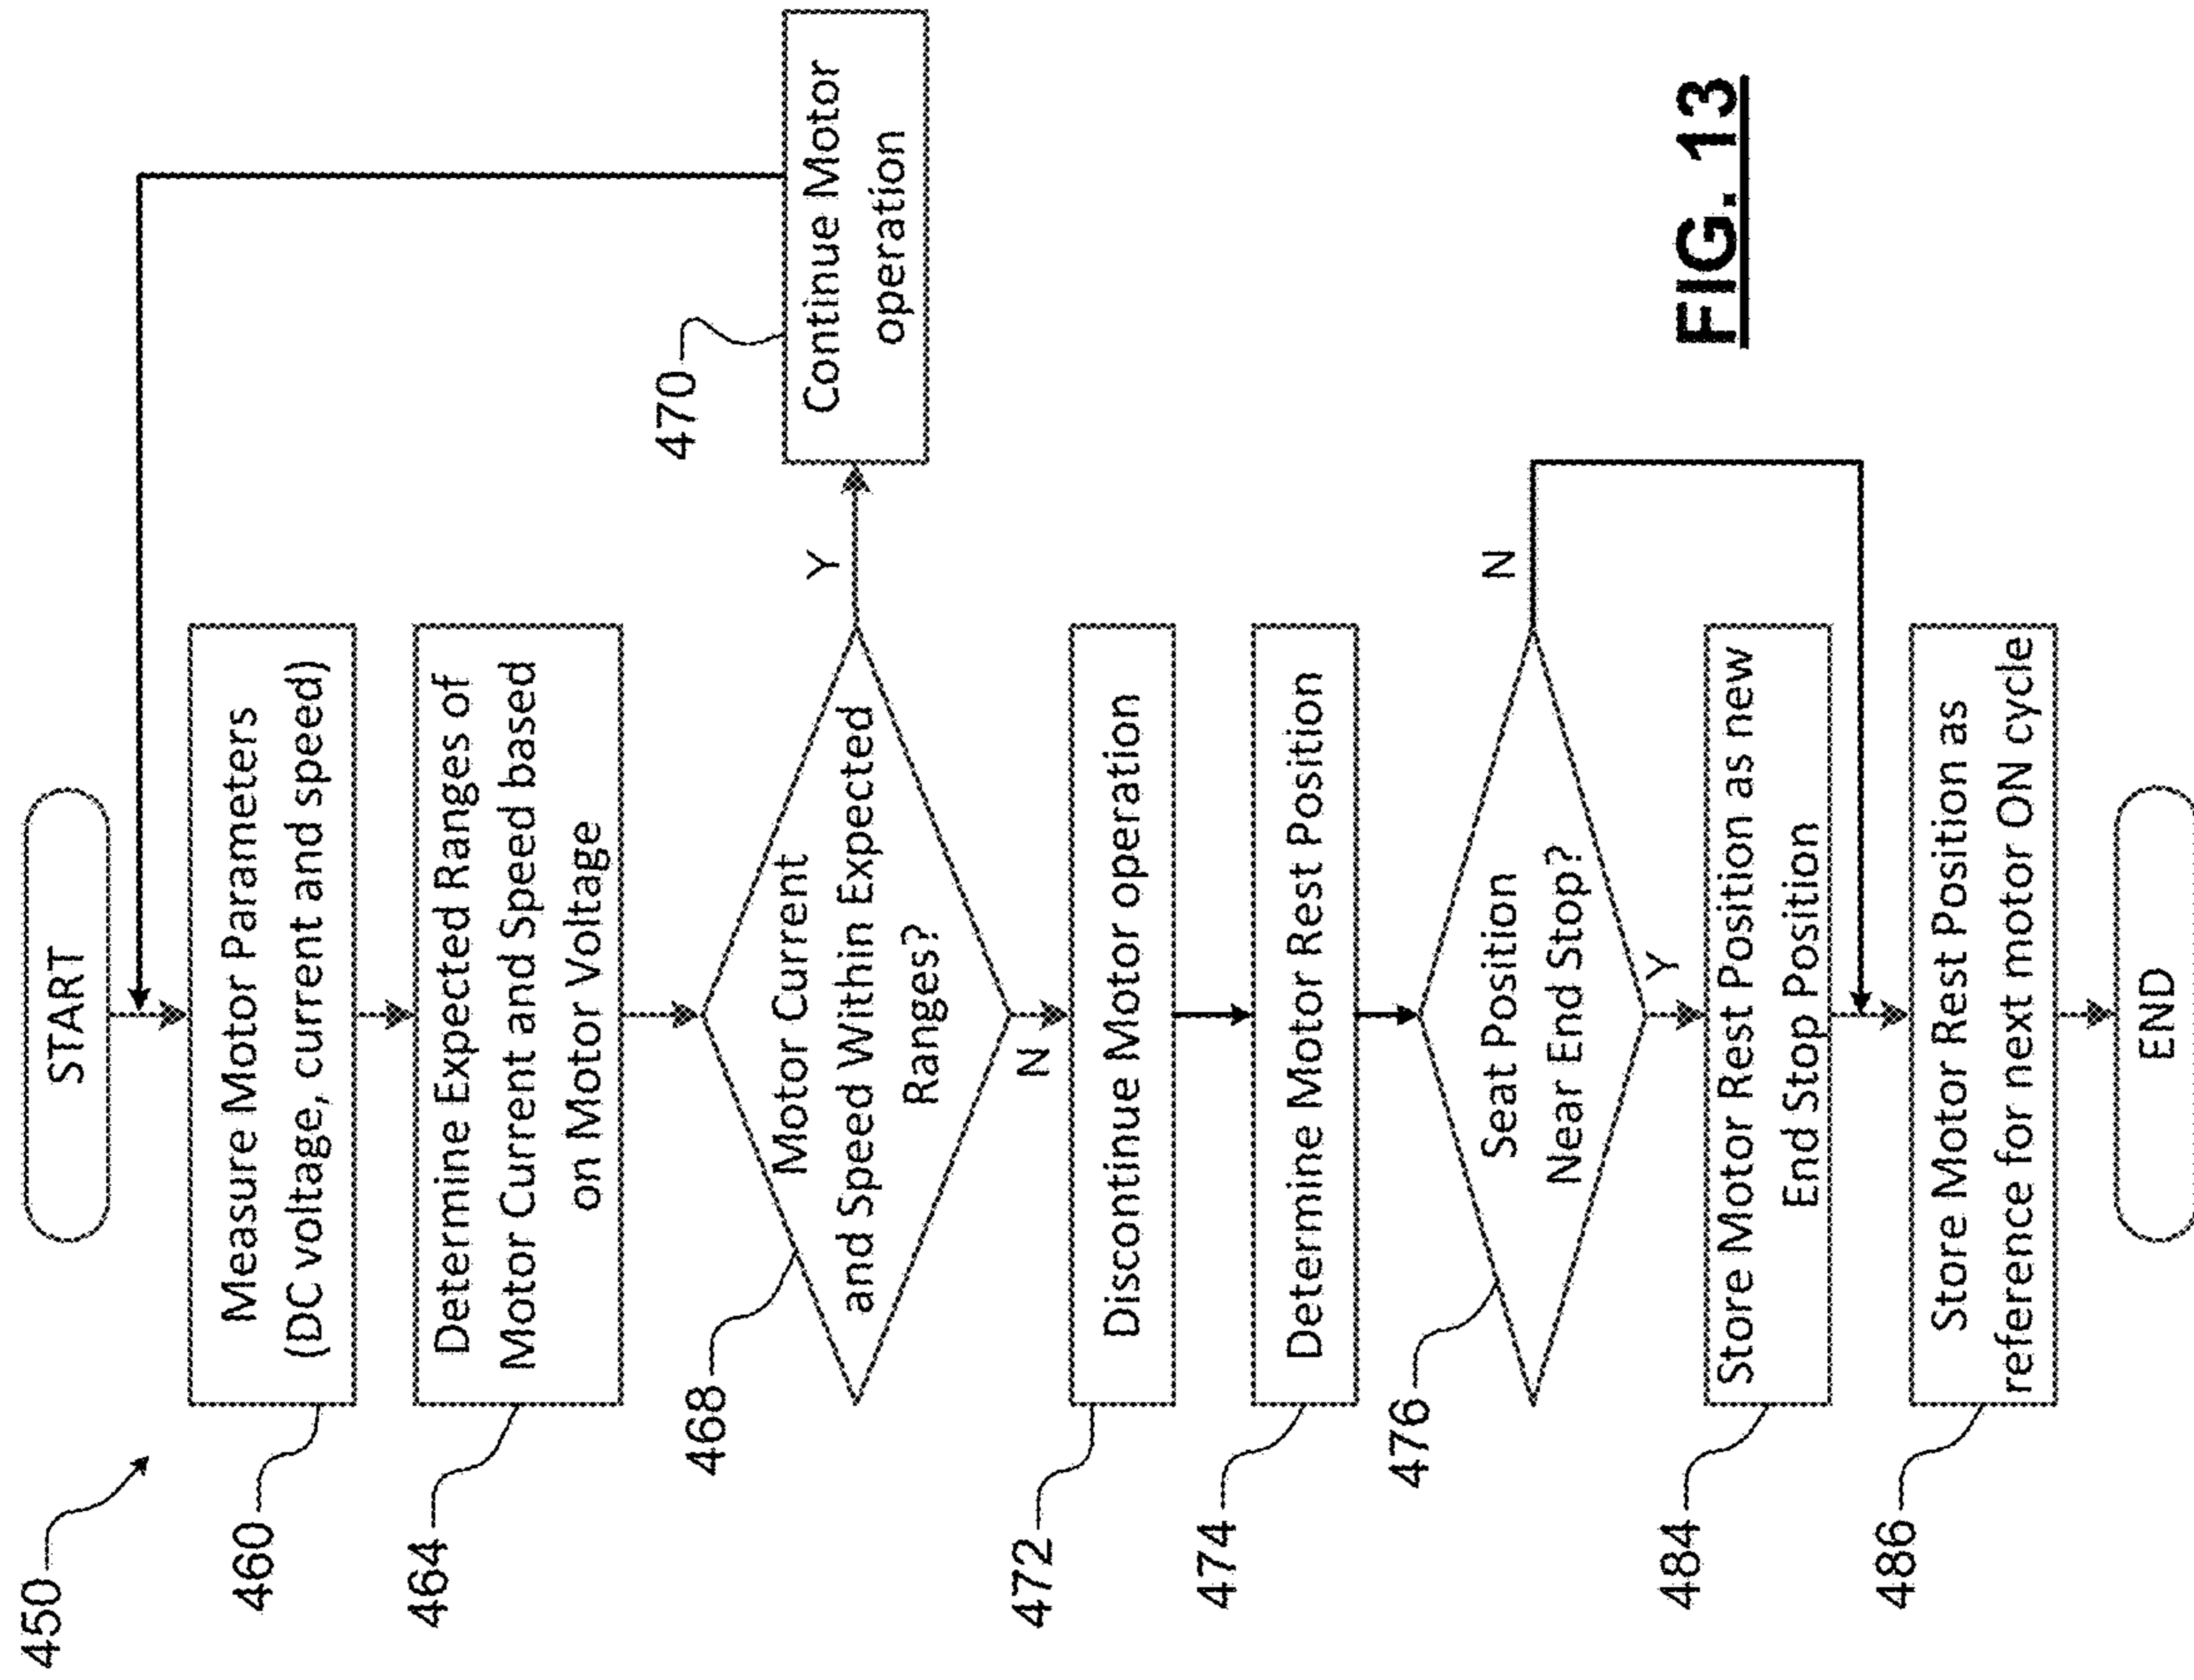 450
START
460
Measure Motor Parameters
(DC voltage, current and speed)
464
Determine Expected Ranges of
Motor Current and Speed based
on Motor Voltage
468
Motor Current
and Speed Within Expected
Ranges?
Y
470
Continue Motor
operation
N
472
Discontinue Motor operation
474
Determine Motor Rest Position
476
Seat Position
Near End Stop?
N
Y
484
Store Motor Rest Position as new
End Stop Position
486
Store Motor Rest Position as
reference for next motor ON cycle
END
FIG. 13